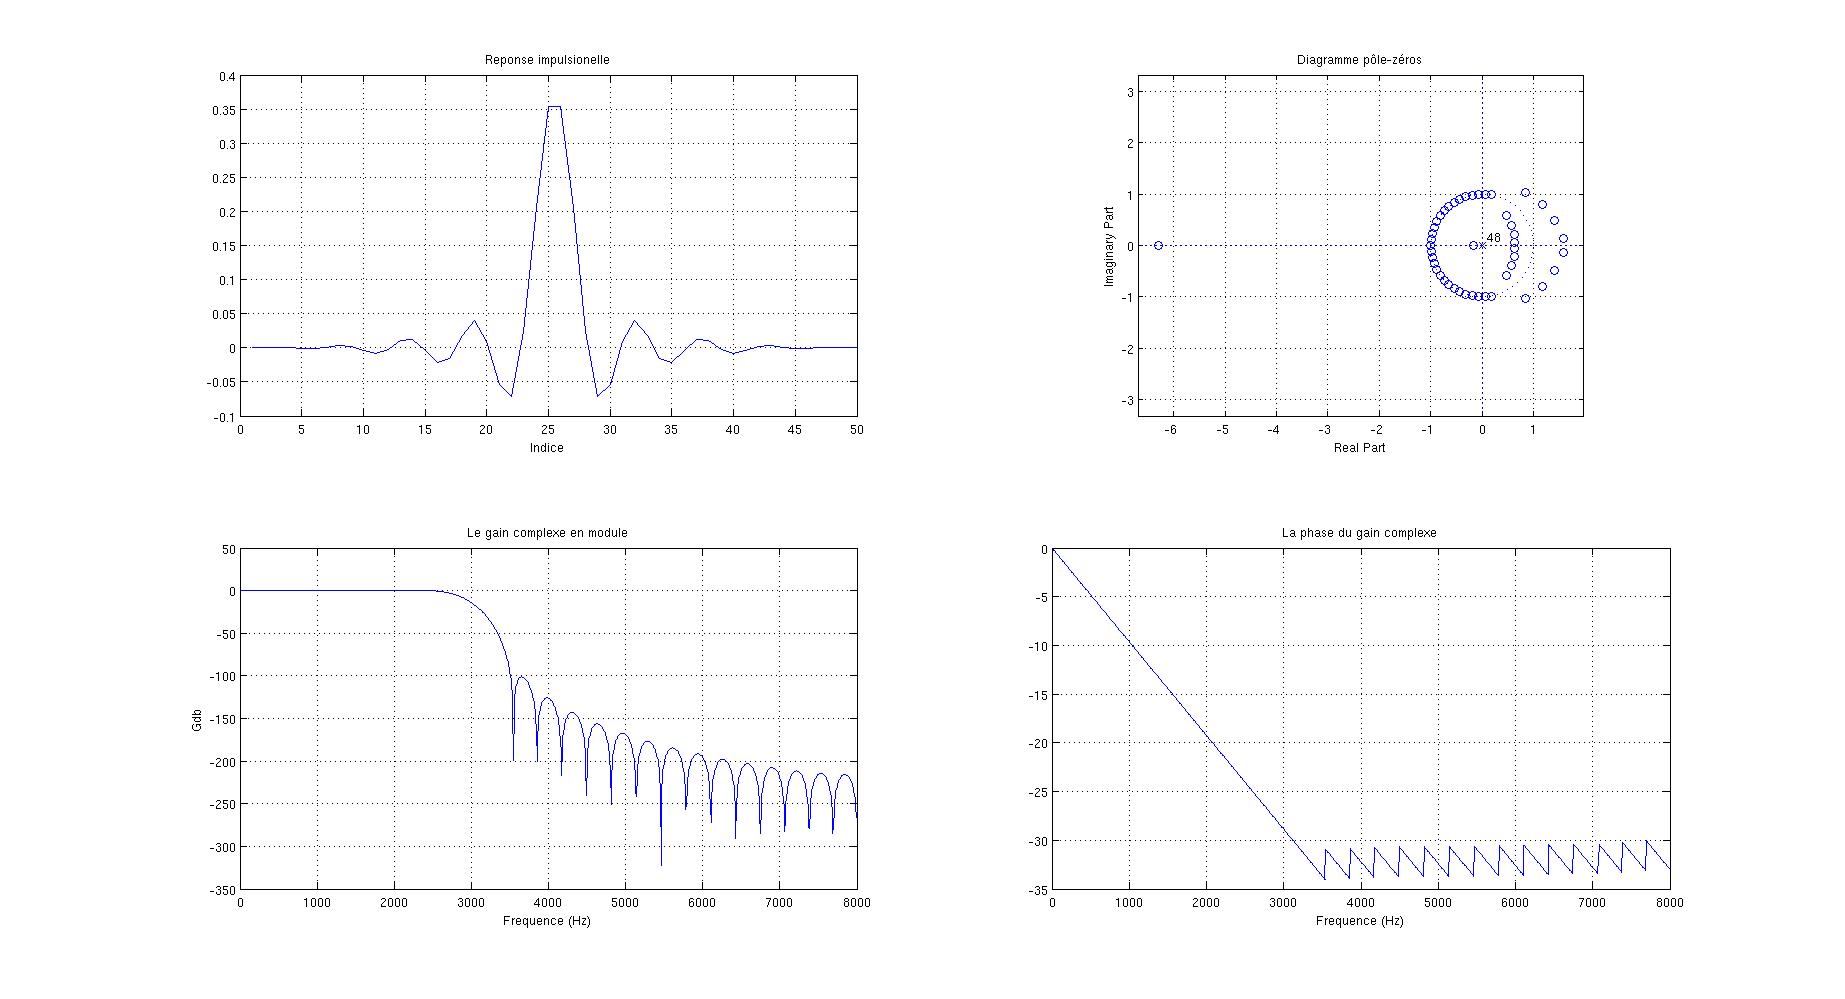 Reponse impulsionelle
0.4
0.35
0.3
0.25
0.2
0.15
0.1
0.05
0
-0.05
-0.1
0 5 10 15 20 25 30 35 40 45 50
Indice
Diagramme pôle-zéros
Imaginary Part
3
2
1
0
-1
-2
-3
48
-6 -5 -4 -3 -2 -1 0 1
Real Part
Le gain complexe en module
Gdb
50
0
-50
-100
-150
-200
-250
-300
-350
0 1000 2000 3000 4000 5000 6000 7000 8000
Frequence (Hz)
La phase du gain complexe
0
-5
-10
-15
-20
-25
-30
-35
0 1000 2000 3000 4000 5000 6000 7000 8000
Frequence (Hz)